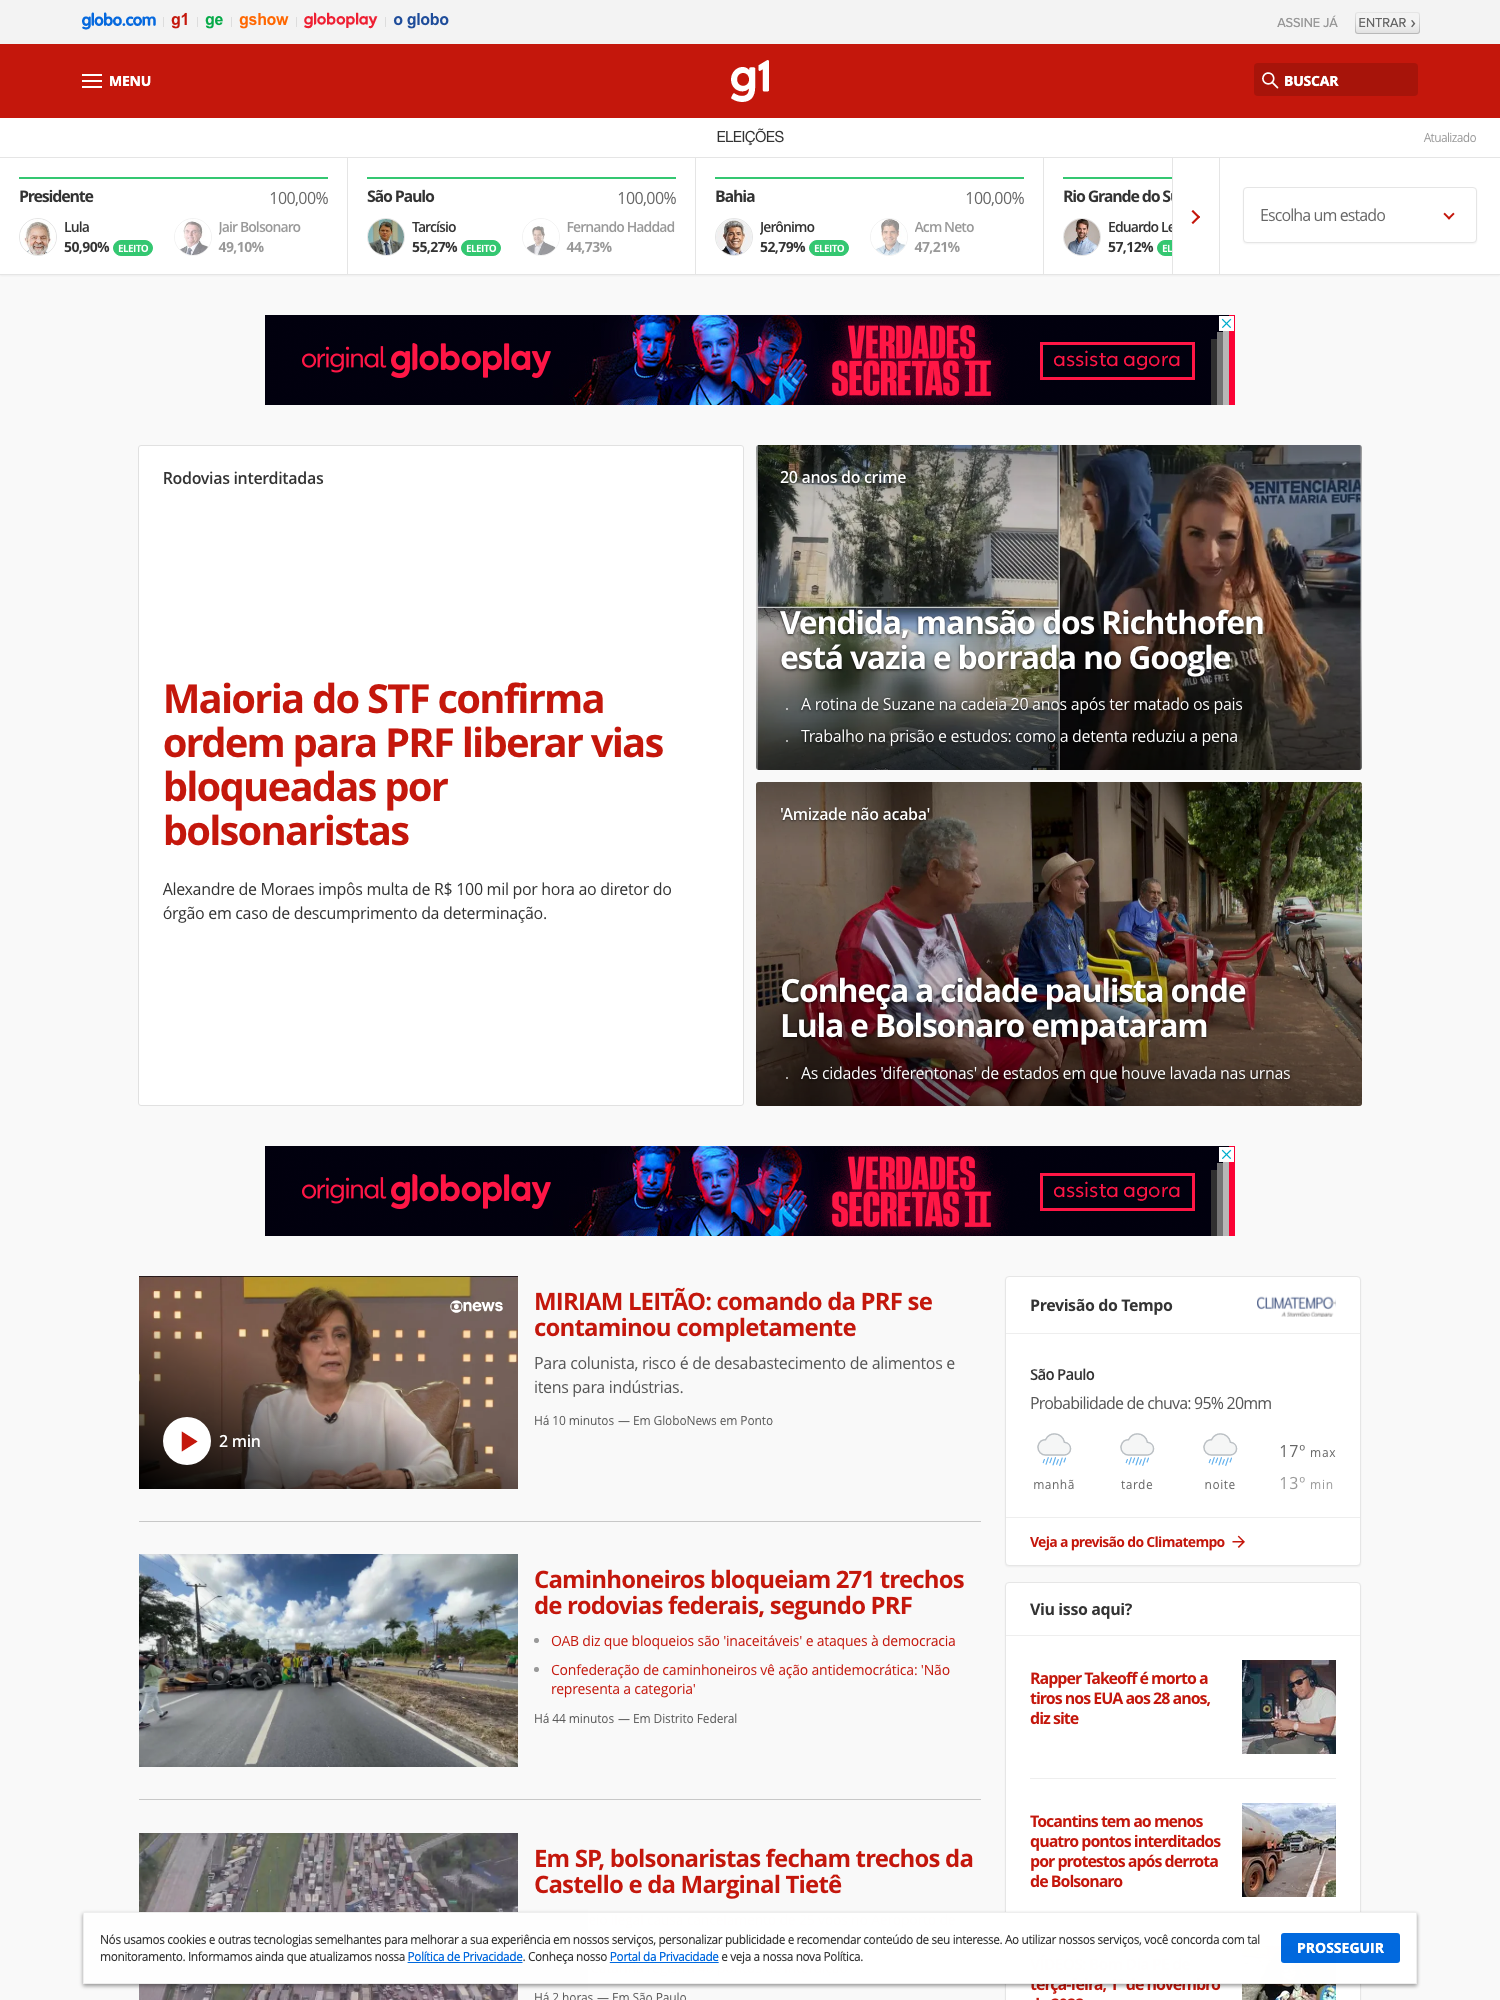 globo.com g1 ge gshow globoplay o globo
ASSINE JÁ ENTRAR ›
MENU
g1
BUSCAR
ELEIÇÕES
Atualizado
Presidente 100,00%
Lula
50,90% ELEITO
Jair Bolsonaro
49,10%
São Paulo 100,00%
Tarcísio
55,27% ELEITO
Fernando Haddad
44,73%
Bahia 100,00%
Jerônimo
52,79% ELEITO
Acm Neto
47,21%
Rio Grande do Su
Eduardo Le
57,12% EL
Escolha um estado
original globoplay
VERDADES
SECRETAS II
assista agora
Rodovias interditadas
Maioria do STF confirma
ordem para PRF liberar vias
bloqueadas por
bolsonaristas
Alexandre de Moraes impôs multa de R$ 100 mil por hora ao diretor do
órgão em caso de descumprimento da determinação.
20 anos do crime
PENITENCIÁRIA
ANTA MARIA EUFR
Vendida, mansão dos Richthofen
está vazia e borrada no Google
. A rotina de Suzane na cadeia 20 anos após ter matado os pais
. Trabalho na prisão e estudos: como a detenta reduziu a pena
'Amizade não acaba'
Conheça a cidade paulista onde
Lula e Bolsonaro empataram
. As cidades 'diferentonas' de estados em que houve lavada nas urnas
original globoplay
VERDADES
SECRETAS II
assista agora
news
2 min
MIRIAM LEITÃO: comando da PRF se
contaminou completamente
Para colunista, risco é de desabastecimento de alimentos e
itens para indústrias.
Há 10 minutos — Em GloboNews em Ponto
Caminhoneiros bloqueiam 271 trechos
de rodovias federais, segundo PRF
• OAB diz que bloqueios são 'inaceitáveis' e ataques à democracia
• Confederação de caminhoneiros vê ação antidemocrática: 'Não
representa a categoria'
Há 44 minutos — Em Distrito Federal
Em SP, bolsonaristas fecham trechos da
Castello e da Marginal Tietê
Há 2 horas — Em São Paulo
Previsão do Tempo
CLIMATEMPO
A StormGeo Company
São Paulo
Probabilidade de chuva: 95% 20mm
manhã tarde noite
17º max
13º min
Veja a previsão do Climatempo →
Viu isso aqui?
Rapper Takeoff é morto a
tiros nos EUA aos 28 anos,
diz site
Tocantins tem ao menos
quatro pontos interditados
por protestos após derrota
de Bolsonaro
terça-feira, 1º de novembro
Nós usamos cookies e outras tecnologias semelhantes para melhorar a sua experiência em nossos serviços, personalizar publicidade e recomendar conteúdo de seu interesse. Ao utilizar nossos serviços, você concorda com tal
monitoramento. Informamos ainda que atualizamos nossa Política de Privacidade. Conheça nosso Portal da Privacidade e veja a nossa nova Política.
PROSSEGUIR